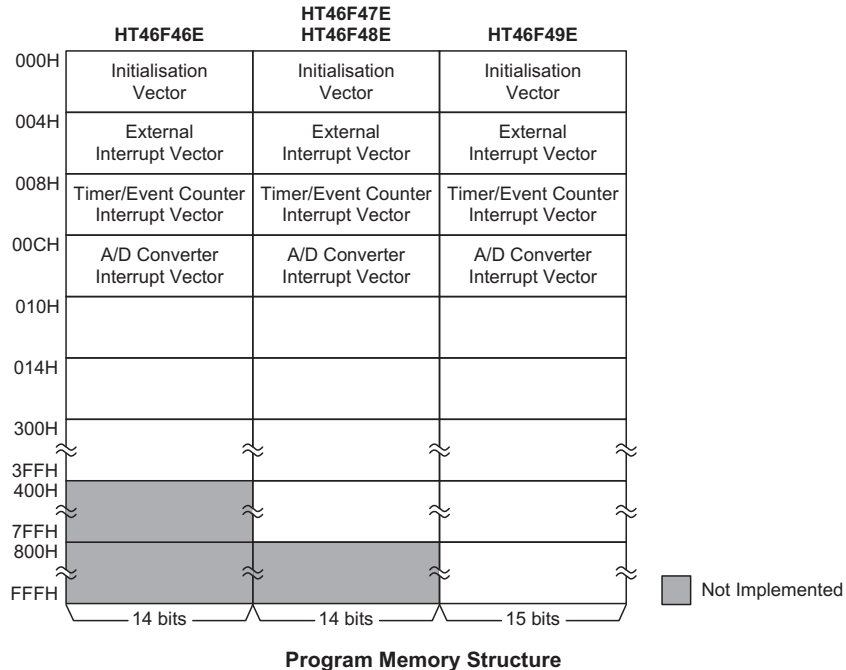 HT46F46E
HT46F47E
HT46F48E
HT46F49E
000H
Initialisation
Vector
Initialisation
Vector
Initialisation
Vector
004H
External
Interrupt Vector
External
Interrupt Vector
External
Interrupt Vector
008H
Timer/Event Counter
Interrupt Vector
Timer/Event Counter
Interrupt Vector
Timer/Event Counter
Interrupt Vector
00CH
A/D Converter
Interrupt Vector
A/D Converter
Interrupt Vector
A/D Converter
Interrupt Vector
010H
014H
300H
3FFH
400H
7FFH
800H
FFFH
Not Implemented
14 bits
14 bits
15 bits
Program Memory Structure